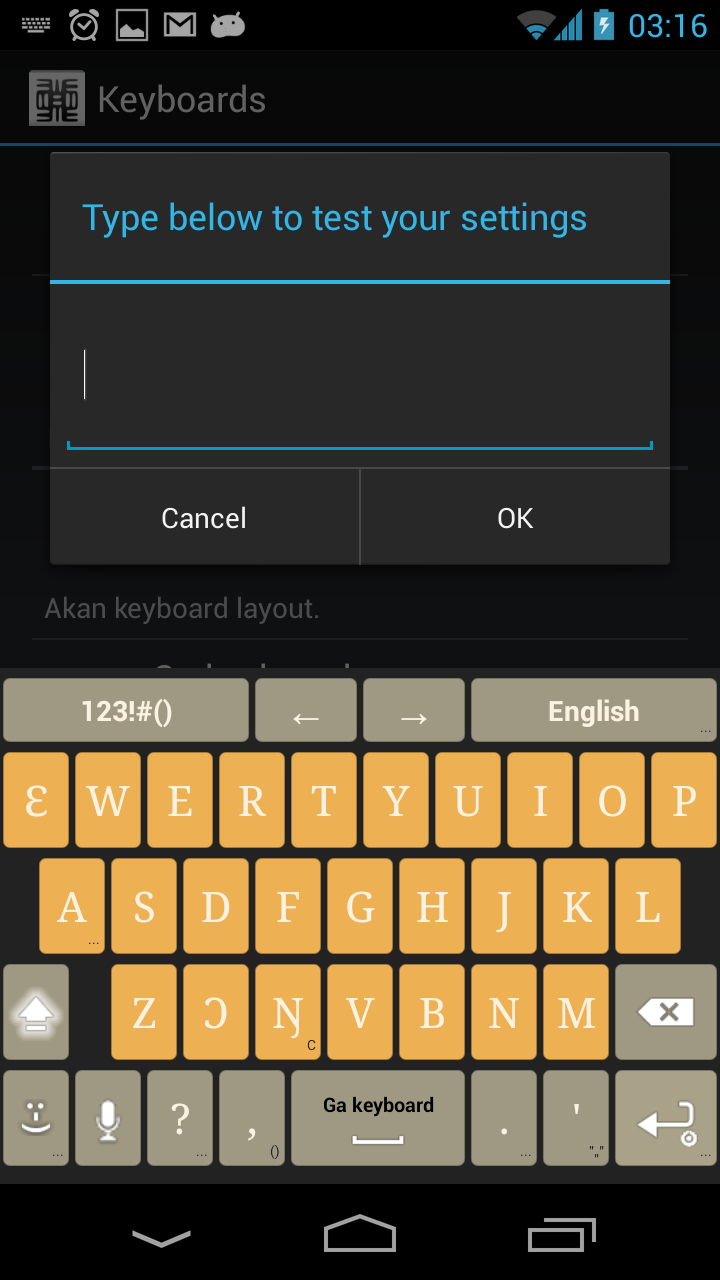 03:16
Keyboards
Type below to test your settings
Cancel OK
Akan keyboard layout.
123!#() ← → English ...
Ɛ W E R T Y U I O P
A ... S D F G H J K L
Z Ɔ Ŋ C V B N M
... ? ... , () Ga keyboard . ... ' "„" ...